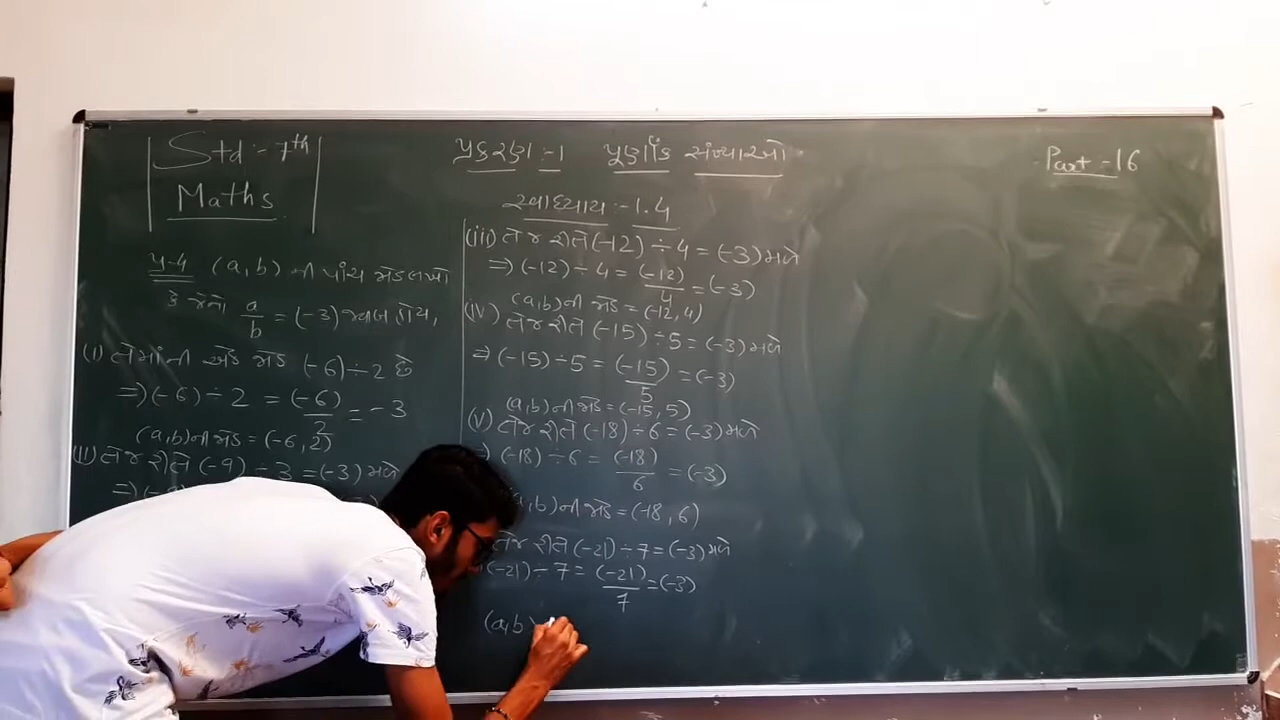 Std :- 7th
Maths
પ્રકરણ :- 1 પૂર્ણાંક સંખ્યાઓ
Part :- 16
સ્વાધ્યાય :- 1.4
પ્ર-4 (a,b) ની પાંચ જોડ લખો
કે જેનો a/b = (-3) જવાબ હોય,
(i) તેમાંની એક જોડ (-6) ÷ 2 છે
⇒ (-6) ÷ 2 = (-6)/2 = -3
(a,b) ની જોડ = (-6, 2)
(ii) તેજ રીતે (-9) ÷ 3 = (-3) મળે
(iii) તેજ રીતે (-12) ÷ 4 = (-3) મળે
⇒ (-12) ÷ 4 = (-12)/4 = (-3)
(a,b) ની જોડ = (-12, 4)
(iv) તેજ રીતે (-15) ÷ 5 = (-3) મળે
⇒ (-15) ÷ 5 = (-15)/5 = (-3)
(a,b) ની જોડ = (-15, 5)
(v) તેજ રીતે (-18) ÷ 6 = (-3) મળે
⇒ (-18) ÷ 6 = (-18)/6 = (-3)
(a,b) ની જોડ = (-18, 6)
તેજ રીતે (-21) ÷ 7 = (-3) મળે
(-21) ÷ 7 = (-21)/7 = (-3)
(a,b)